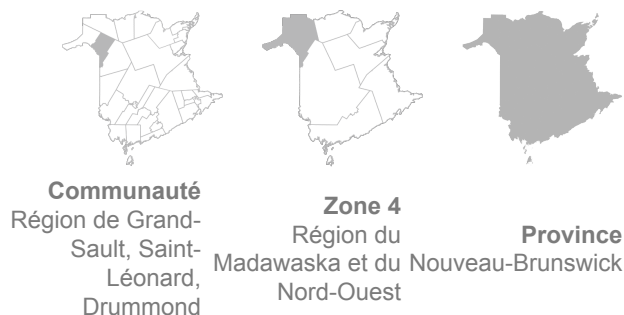 Communauté
Région de Grand-
Sault, Saint-
Léonard,
Drummond
Zone 4
Région du
Madawaska et du
Nord-Ouest
Province
Nouveau-Brunswick